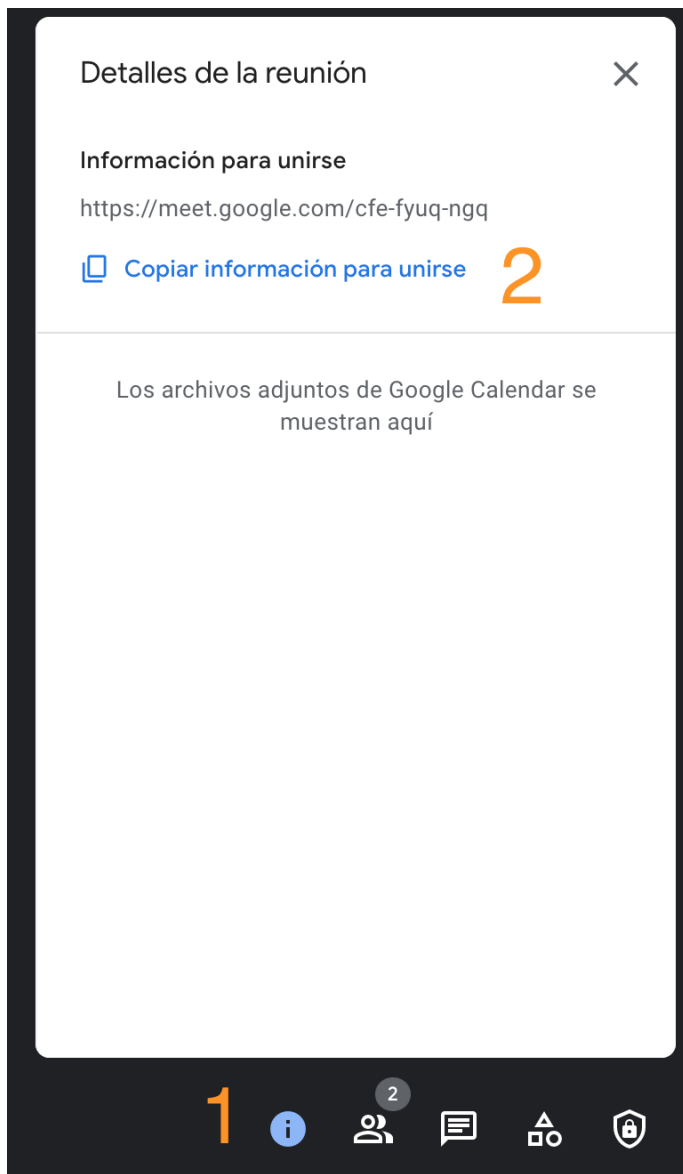 Detalles de la reunión
Información para unirse
https://meet.google.com/cfe-fyuq-ngq
Copiar información para unirse 2
Los archivos adjuntos de Google Calendar se
muestran aquí
2
1